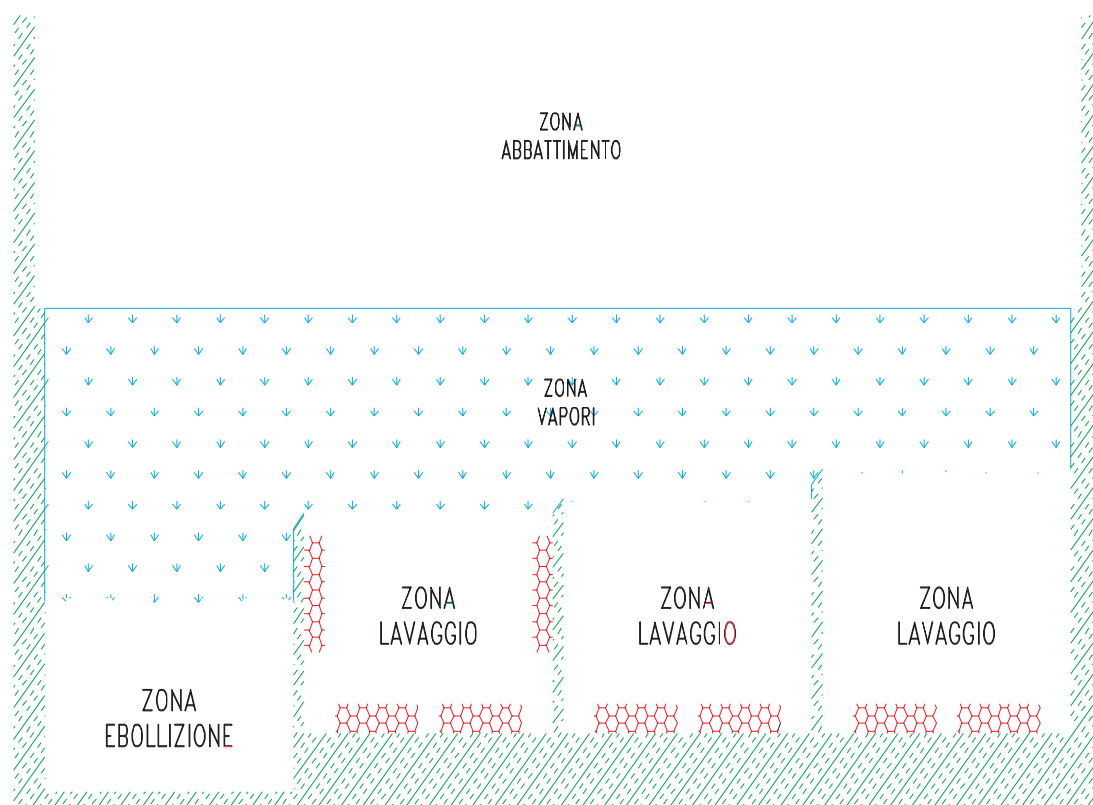 ZONA
ABBATTIMENTO
ZONA
VAPORI
ZONA
LAVAGGIO
ZONA
LAVAGGIO
ZONA
LAVAGGIO
ZONA
EBOLLIZIONE